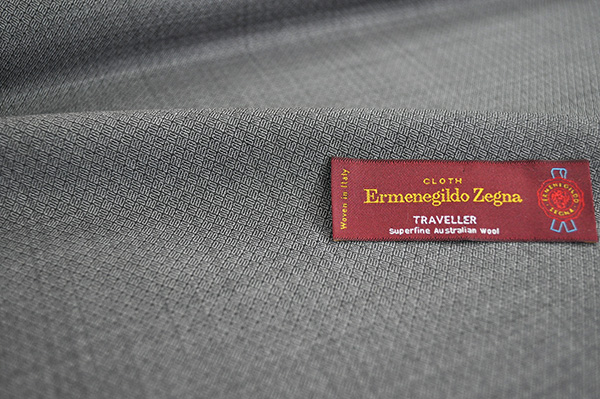 Woven in Italy
CLOTH
Ermenegildo Zegna
TRAVELLER
Superfine Australian Wool
ERMENEGILDO
ZEGNA